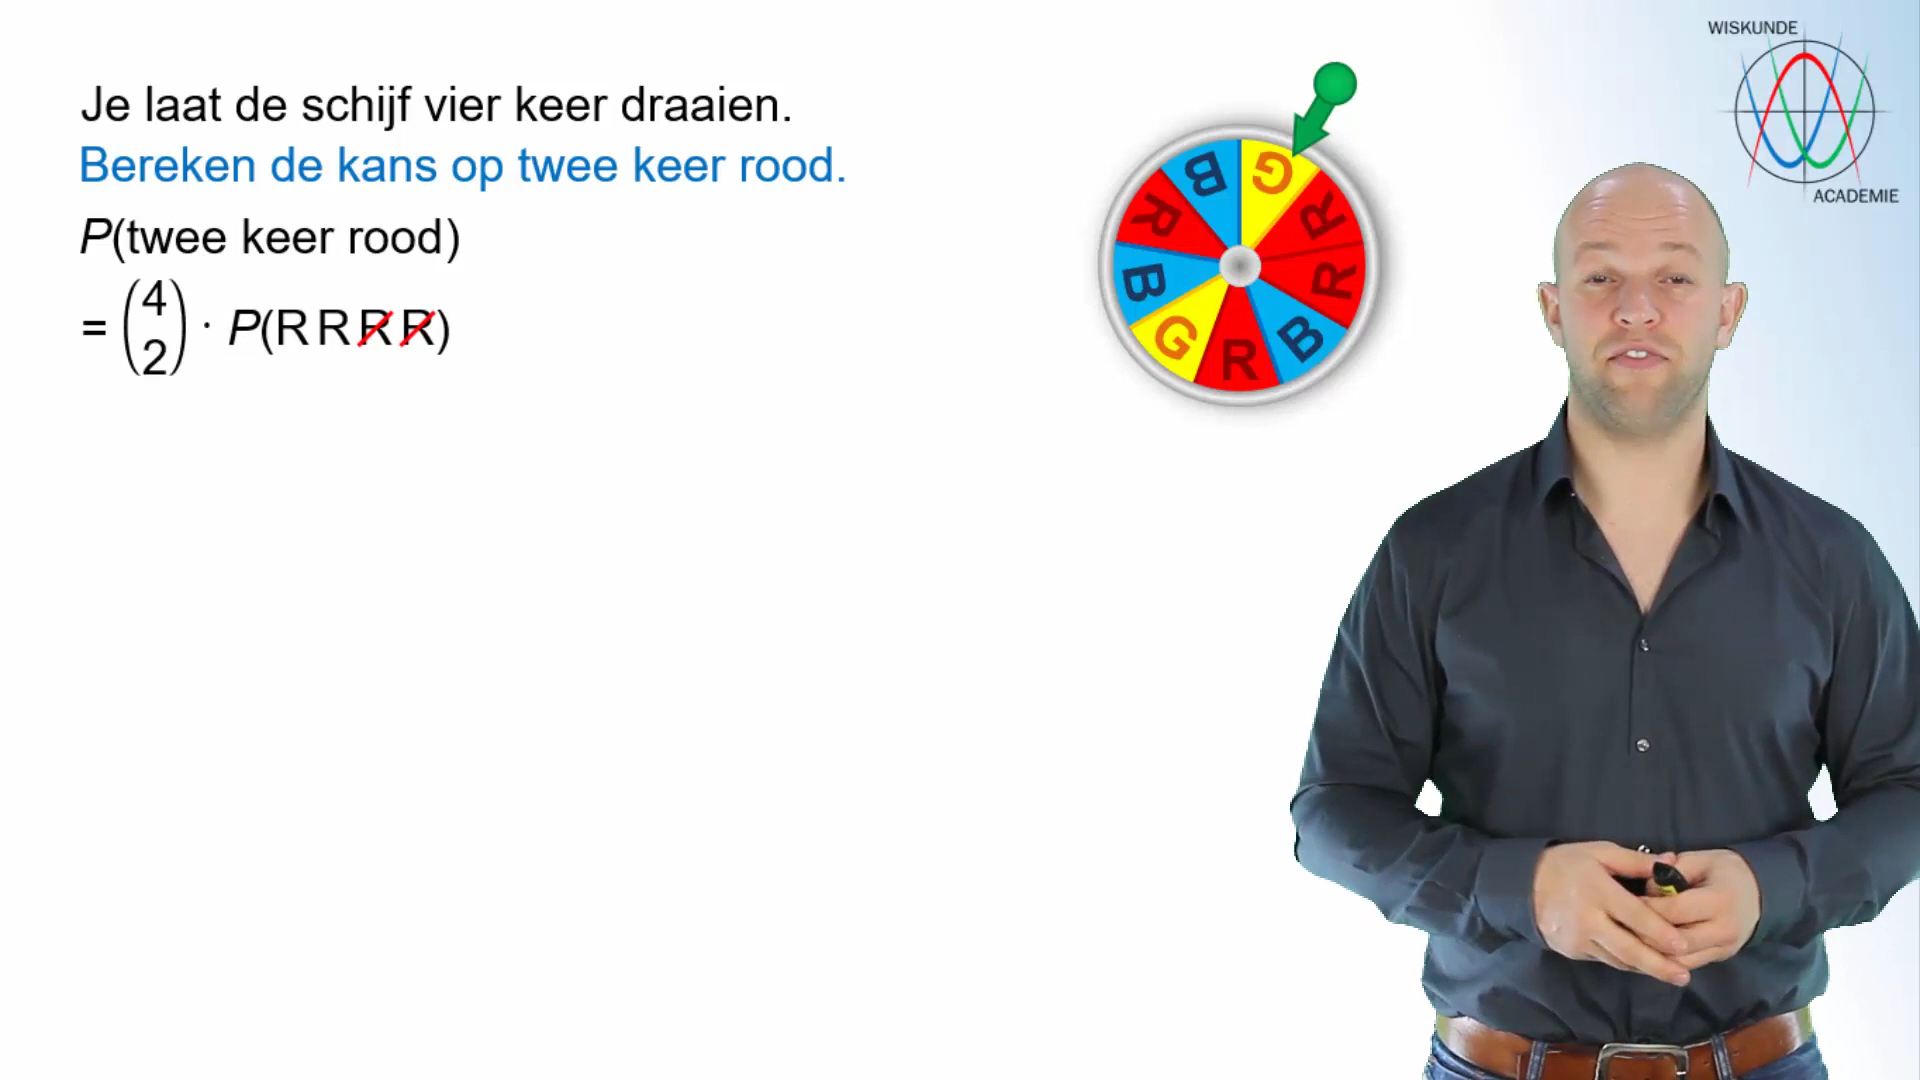 Je laat de schijf vier keer draaien.
Bereken de kans op twee keer rood.
P(twee keer rood)
= (4 2) · P(R R R̸ R̸)
G
R
R
B
R
G
B
R
B
WISKUNDE
ACADEMIE